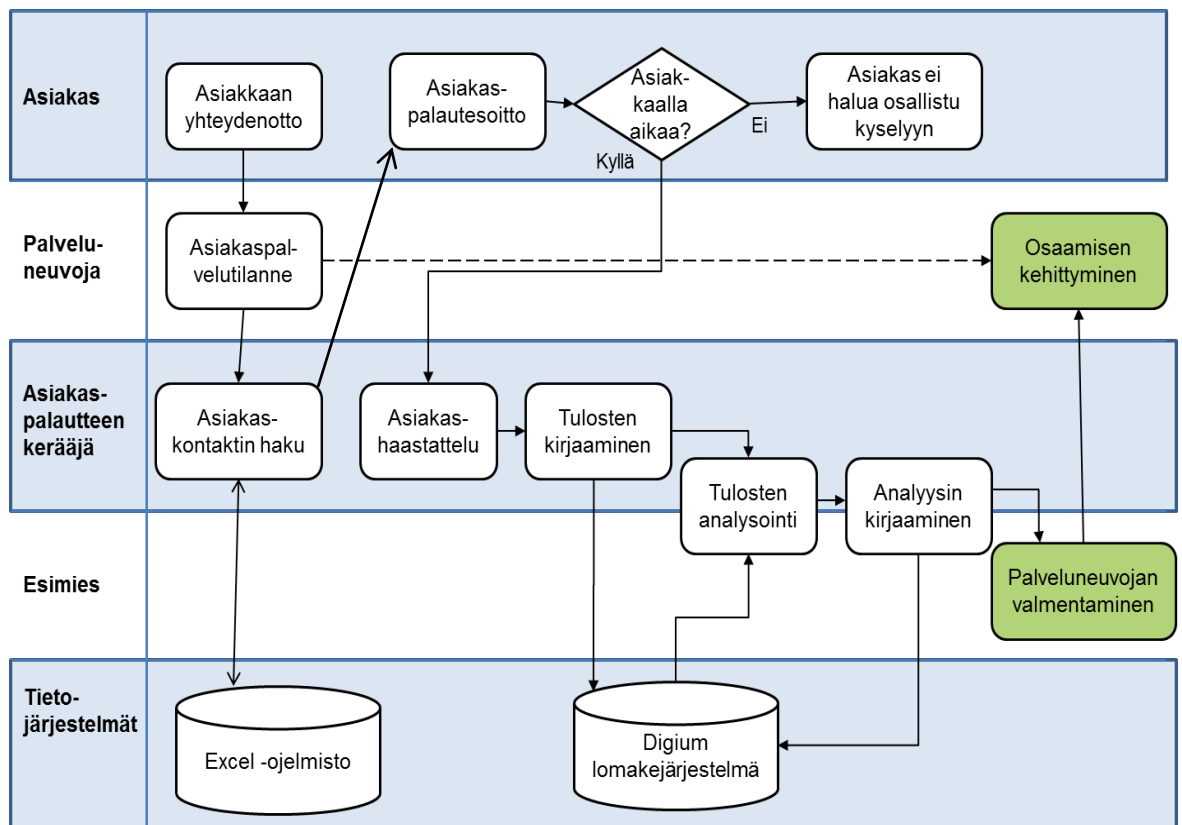 Asiakas
Asiakkaan
yhteydenotto
Asiakas-
palautesoitto
Asiak-
kaalla
aikaa?
Ei
Kyllä
Asiakas ei
halua osallistu
kyselyyn
Palvelu-
neuvoja
Asiakaspal-
velutilanne
Osaamisen
kehittyminen
Asiakas-
palautteen
kerääjä
Asiakas-
kontaktin haku
Asiakas-
haastattelu
Tulosten
kirjaaminen
Tulosten
analysointi
Analyysin
kirjaaminen
Esimies
Palveluneuvojan
valmentaminen
Tieto-
järjestelmät
Excel -ojelmisto
Digium
lomakejärjestelmä